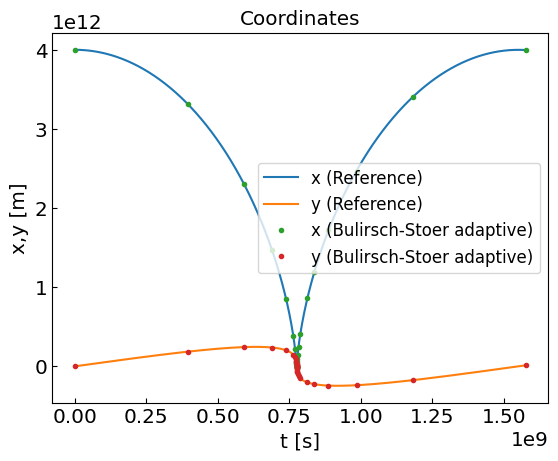 Coordinates
1e12
4
3
2
1
0
x,y [m]
x (Reference)
y (Reference)
x (Bulirsch-Stoer adaptive)
y (Bulirsch-Stoer adaptive)
0.00 0.25 0.50 0.75 1.00 1.25 1.50
t [s]
1e9